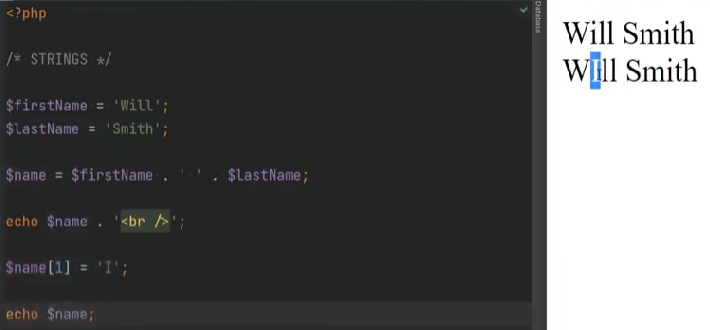 <?php
/* STRINGS */
$firstName = 'Will';
$lastName = 'Smith';
$name = $firstName . ' ' . $lastName;
echo $name . '<br />';
$name[1] = 'I';
echo $name;
Database
Will Smith
WIll Smith